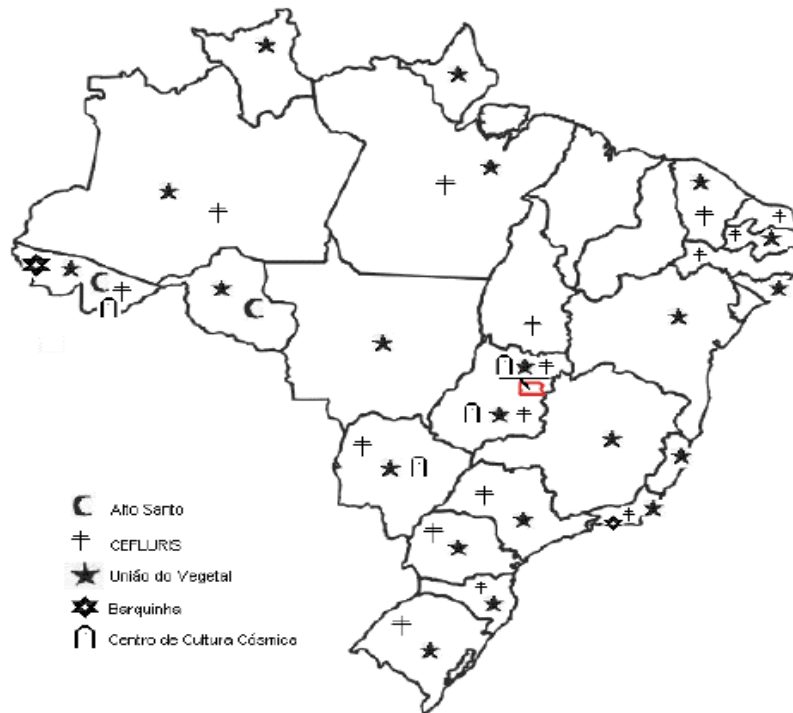 Alto Santo
CEFLURIS
União do Vegetal
Barquinha
Centro de Cultura Cósmica